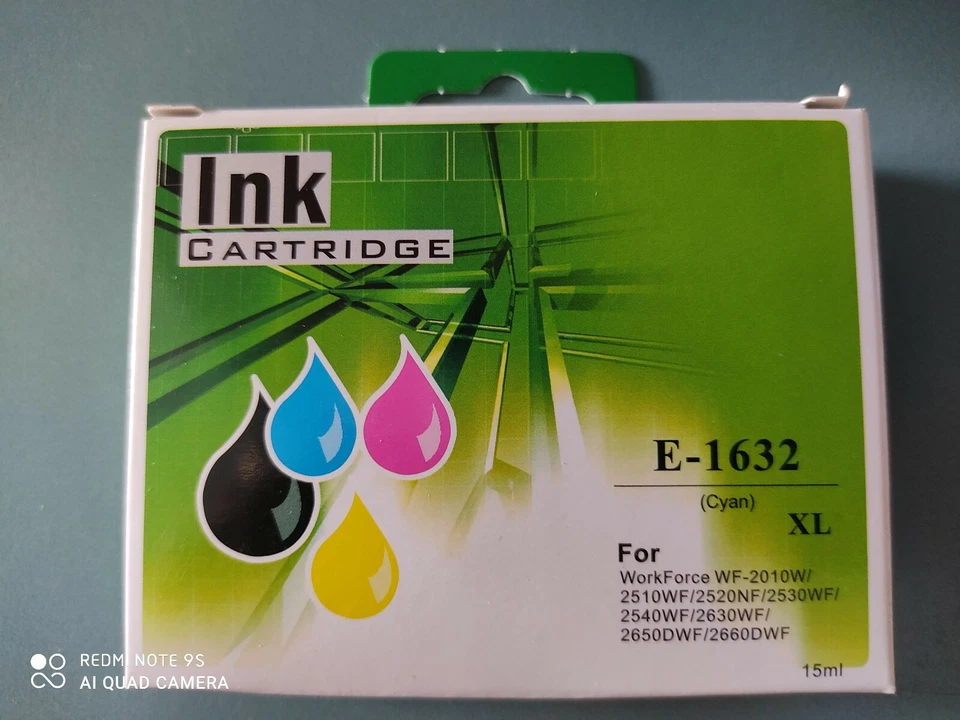 Ink
CARTRIDGE
E-1632
(Cyan)
XL
For
WorkForce WF-2010W/
2510WF/2520NF/2530WF/
2540WF/2630WF/
2650DWF/2660DWF
15ml
REDMI NOTE 9S
AI QUAD CAMERA